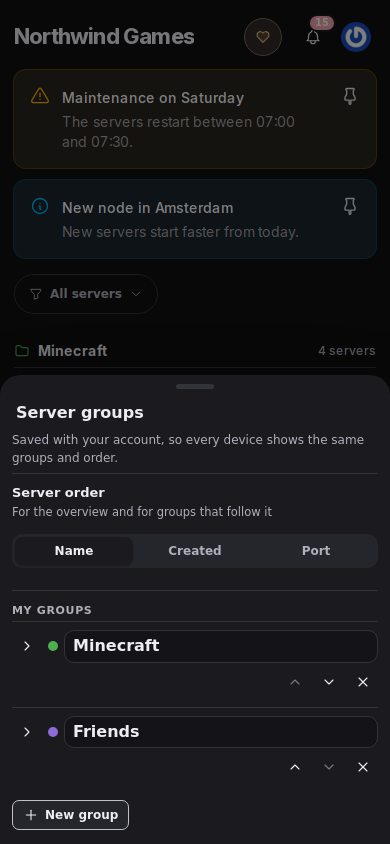 Northwind Games
15
Maintenance on Saturday
The servers restart between 07:00
and 07:30.
New node in Amsterdam
New servers start faster from today.
All servers
Minecraft
4 servers
Server groups
Saved with your account, so every device shows the same
groups and order.
Server order
For the overview and for groups that follow it
Name
Created
Port
MY GROUPS
Minecraft
Friends
New group